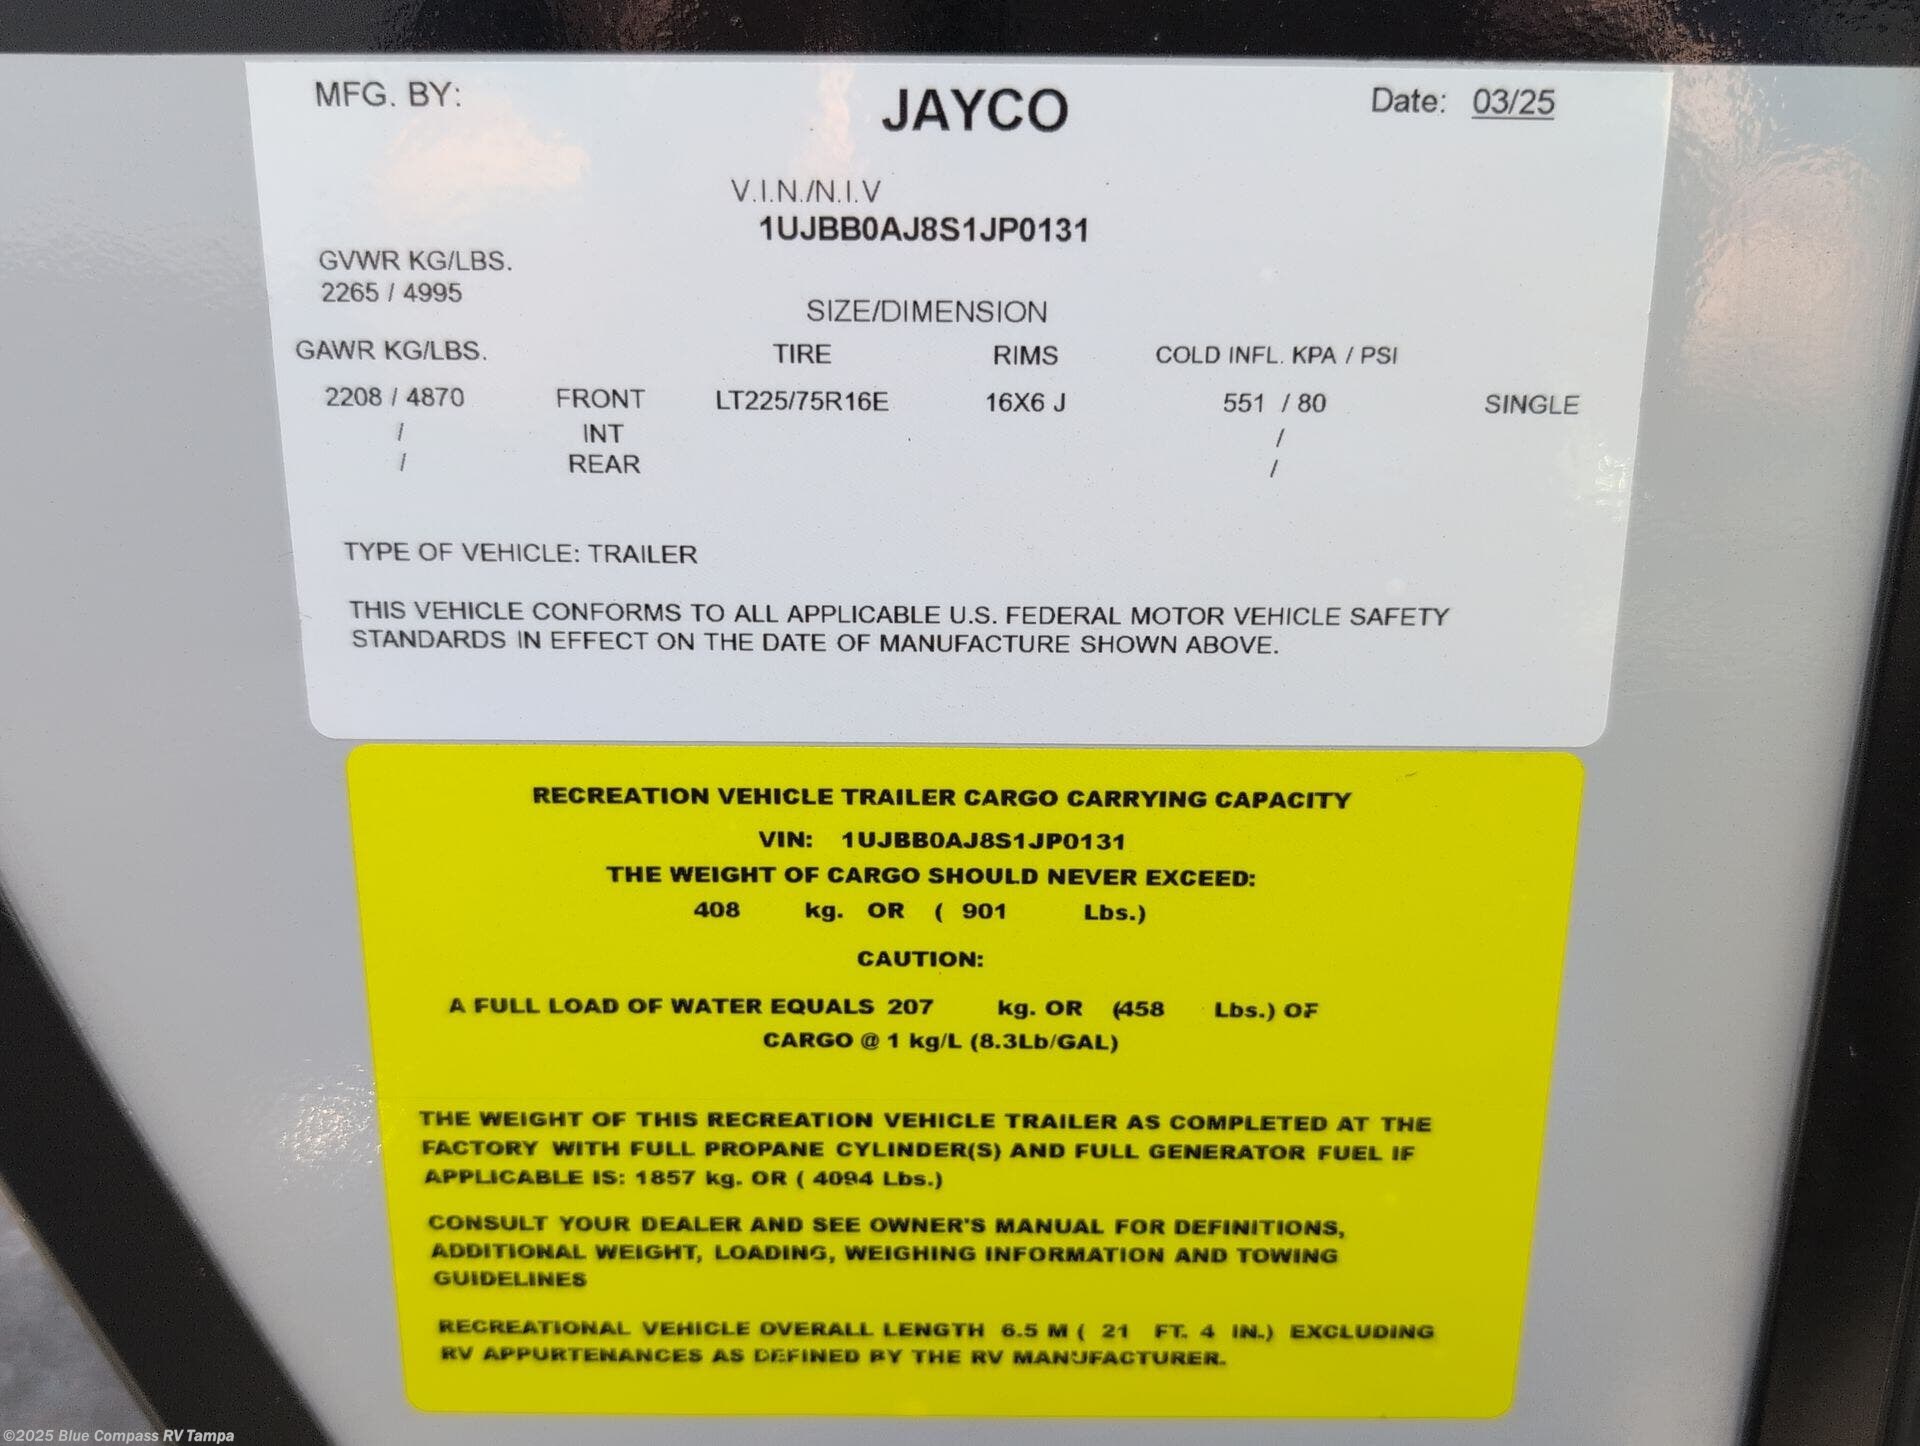 MFG. BY: JAYCO Date: 03/25
V.I.N./N.I.V
1UJBB0AJ8S1JP0131
GVWR KG/LBS.
2265 / 4995
SIZE/DIMENSION
GAWR KG/LBS. TIRE RIMS COLD INFL. KPA / PSI
2208 / 4870 FRONT LT225/75R16E 16X6 J 551 / 80 SINGLE
/ INT /
/ REAR /
TYPE OF VEHICLE: TRAILER
THIS VEHICLE CONFORMS TO ALL APPLICABLE U.S. FEDERAL MOTOR VEHICLE SAFETY
STANDARDS IN EFFECT ON THE DATE OF MANUFACTURE SHOWN ABOVE.
RECREATION VEHICLE TRAILER CARGO CARRYING CAPACITY
VIN: 1UJBB0AJ8S1JP0131
THE WEIGHT OF CARGO SHOULD NEVER EXCEED:
408 kg. OR ( 901 Lbs.)
CAUTION:
A FULL LOAD OF WATER EQUALS 207 kg. OR (458 Lbs.) OF
CARGO @ 1 kg/L (8.3Lb/GAL)
THE WEIGHT OF THIS RECREATION VEHICLE TRAILER AS COMPLETED AT THE
FACTORY WITH FULL PROPANE CYLINDER(S) AND FULL GENERATOR FUEL IF
APPLICABLE IS: 1857 kg. OR ( 4094 Lbs.)
CONSULT YOUR DEALER AND SEE OWNER'S MANUAL FOR DEFINITIONS,
ADDITIONAL WEIGHT, LOADING, WEIGHING INFORMATION AND TOWING
GUIDELINES
RECREATIONAL VEHICLE OVERALL LENGTH 6.5 M ( 21 FT. 4 IN.) EXCLUDING
RV APPURTENANCES AS DEFINED BY THE RV MANUFACTURER.
©2025 Blue Compass RV Tampa